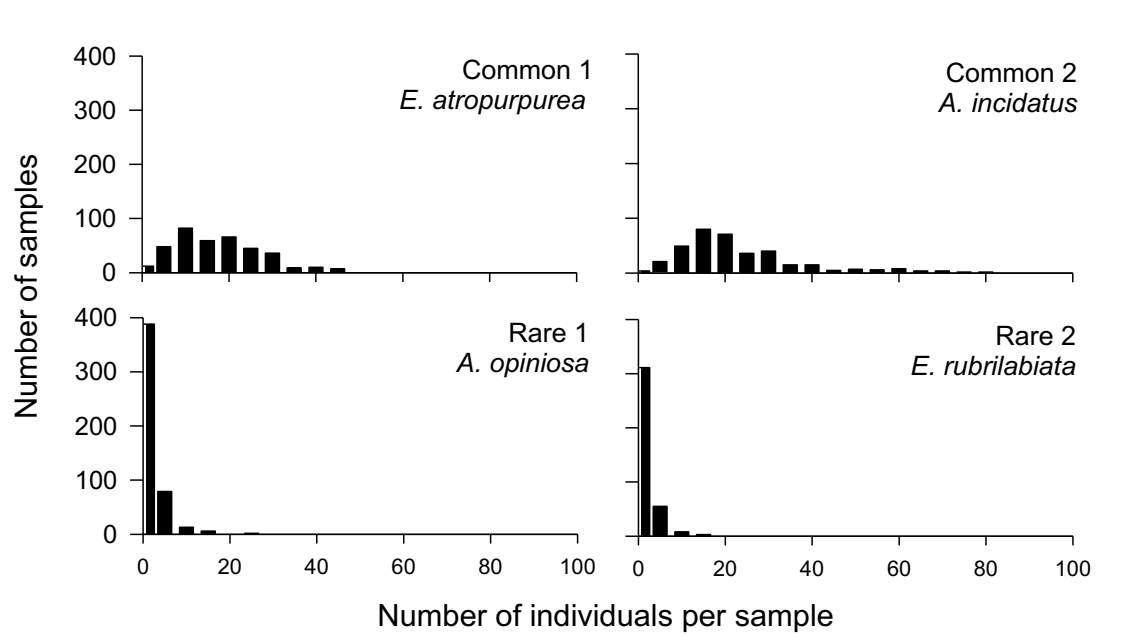 Number of samples
400
300
200
100
0
Common 1
E. atropurpurea
Common 2
A. incidatus
400
300
200
100
0
Rare 1
A. opiniosa
Rare 2
E. rubrilabiata
0 20 40 60 80 100
0 20 40 60 80 100
Number of individuals per sample